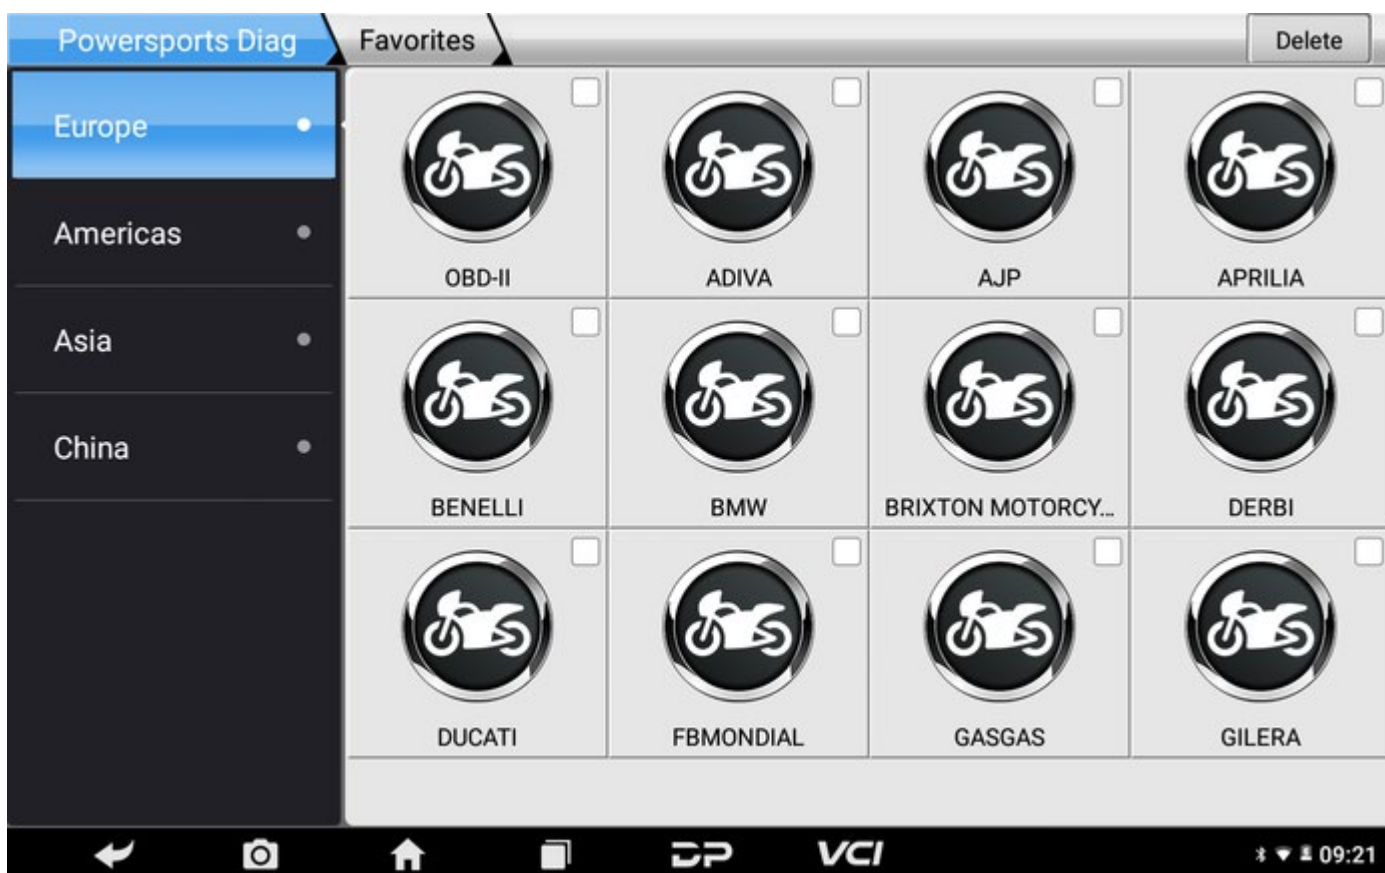 Powersports Diag
Favorites
Delete
Europe
Americas
Asia
China
OBD-II
ADIVA
AJP
APRILIA
BENELLI
BMW
BRIXTON MOTORCY...
DERBI
DUCATI
FBMONDIAL
GASGAS
GILERA
DP
VCI
09:21